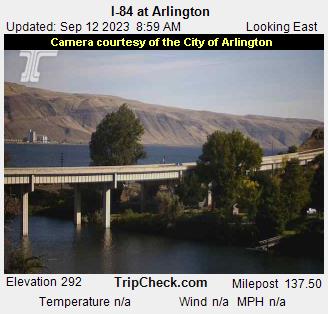 I-84 at Arlington
Updated: Sep 12 2023 8:59 AM Looking East
Camera courtesy of the City of Arlington
Elevation 292 TripCheck.com Milepost 137.50
Temperature n/a Wind n/a MPH n/a